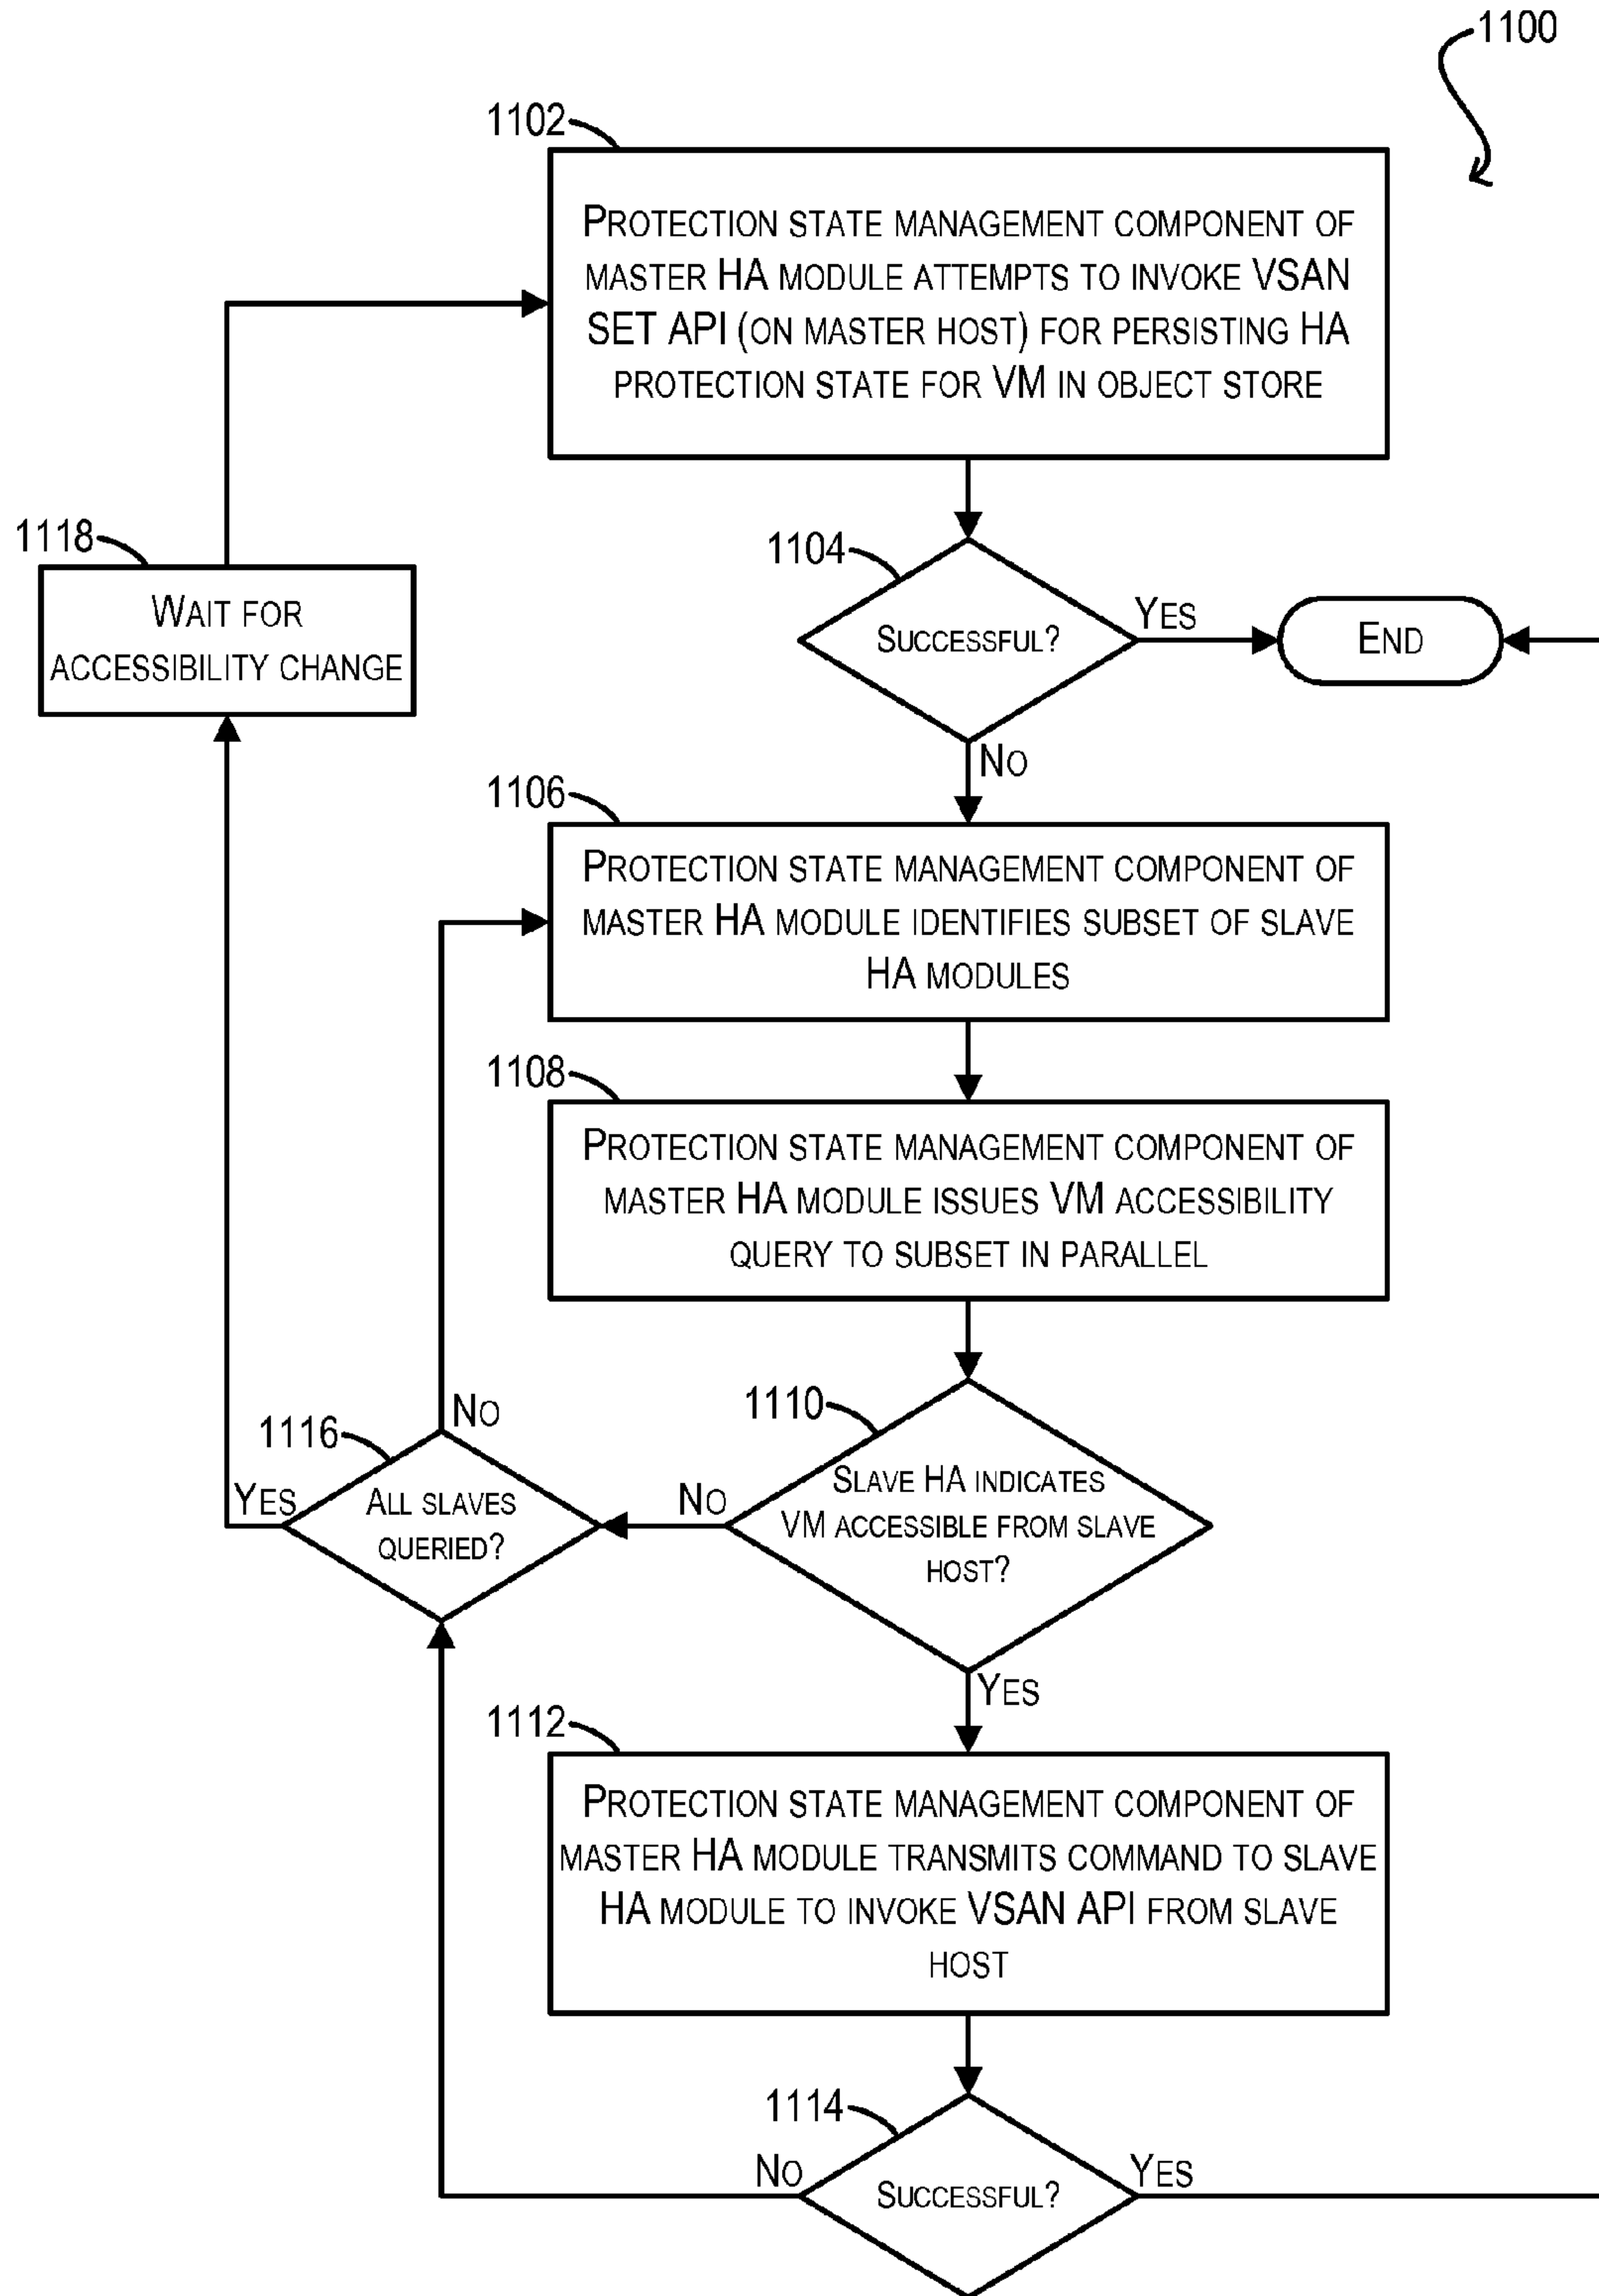 1100
1102
Protection state management component of
master HA module attempts to invoke VSAN
set API (on master host) for persisting HA
protection state for VM in object store
1118
Wait for
accessibility change
1104
Successful?
Yes
End
No
1106
Protection state management component of
master HA module identifies subset of slave
HA modules
1108
Protection state management component of
master HA module issues VM accessibility
query to subset in parallel
1110
Slave HA indicates
VM accessible from slave
host?
No
Yes
1116
All slaves
queried?
No
Yes
1112
Protection state management component of
master HA module transmits command to slave
HA module to invoke VSAN API from slave
host
1114
Successful?
No
Yes